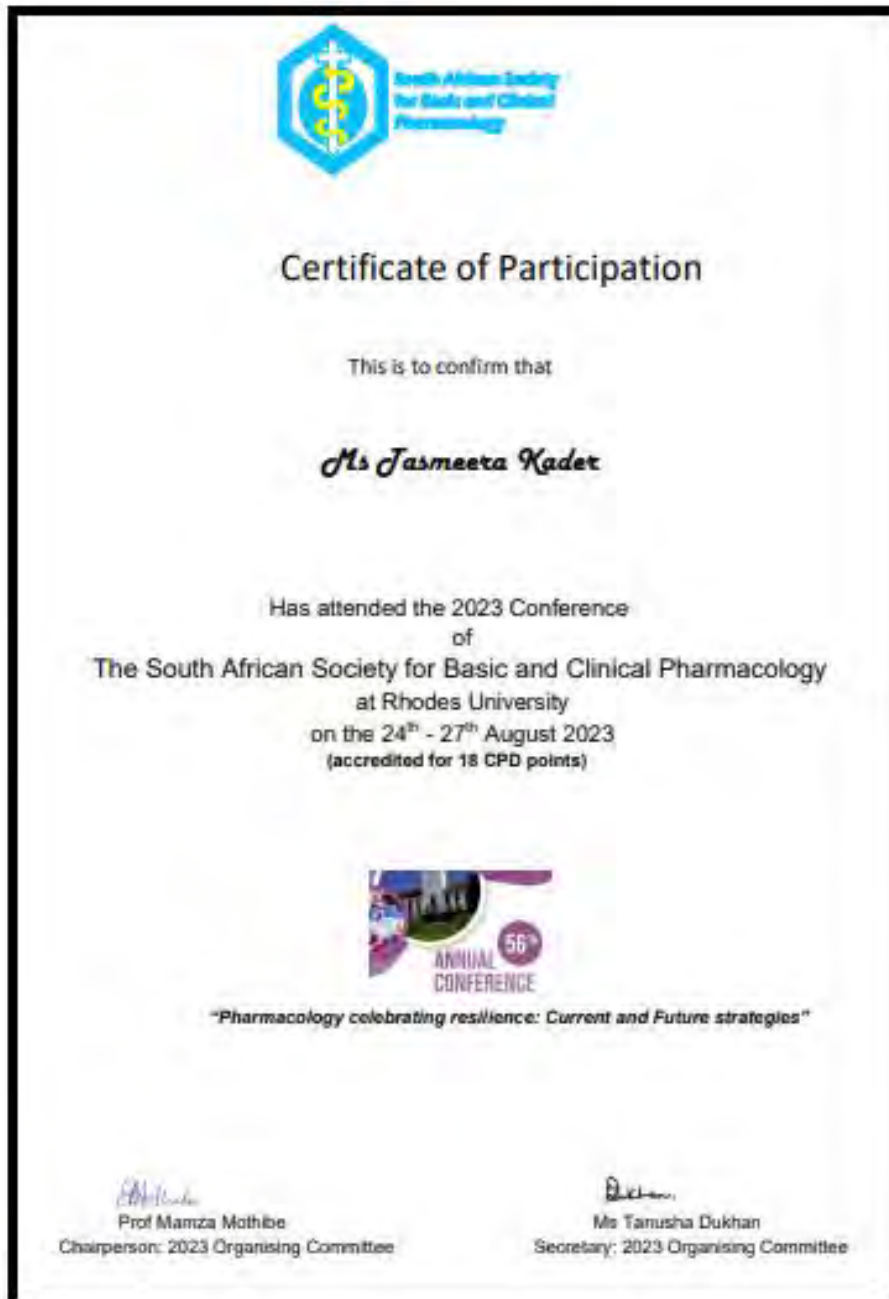 South African Society
for Basic and Clinical
Pharmacology
Certificate of Participation
This is to confirm that
Ms Tasmeera Kader
Has attended the 2023 Conference
of
The South African Society for Basic and Clinical Pharmacology
at Rhodes University
on the 24th - 27th August 2023
(accredited for 18 CPD points)
56TH
ANNUAL
CONFERENCE
"Pharmacology celebrating resilience: Current and Future strategies"
Prof Mamza Mothibe
Ms Tanusha Dukhan
Chairperson: 2023 Organising Committee
Secretary: 2023 Organising Committee